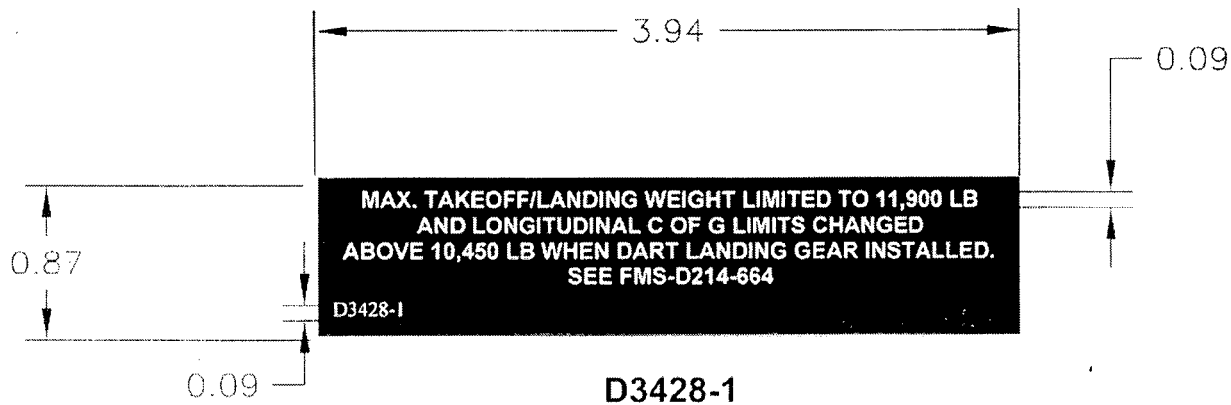 3.94
0.09
MAX. TAKEOFF/LANDING WEIGHT LIMITED TO 11,900 LB
AND LONGITUDINAL C OF G LIMITS CHANGED
ABOVE 10,450 LB WHEN DART LANDING GEAR INSTALLED.
SEE FMS-D214-664
0.87
D3428-1
0.09
D3428-1